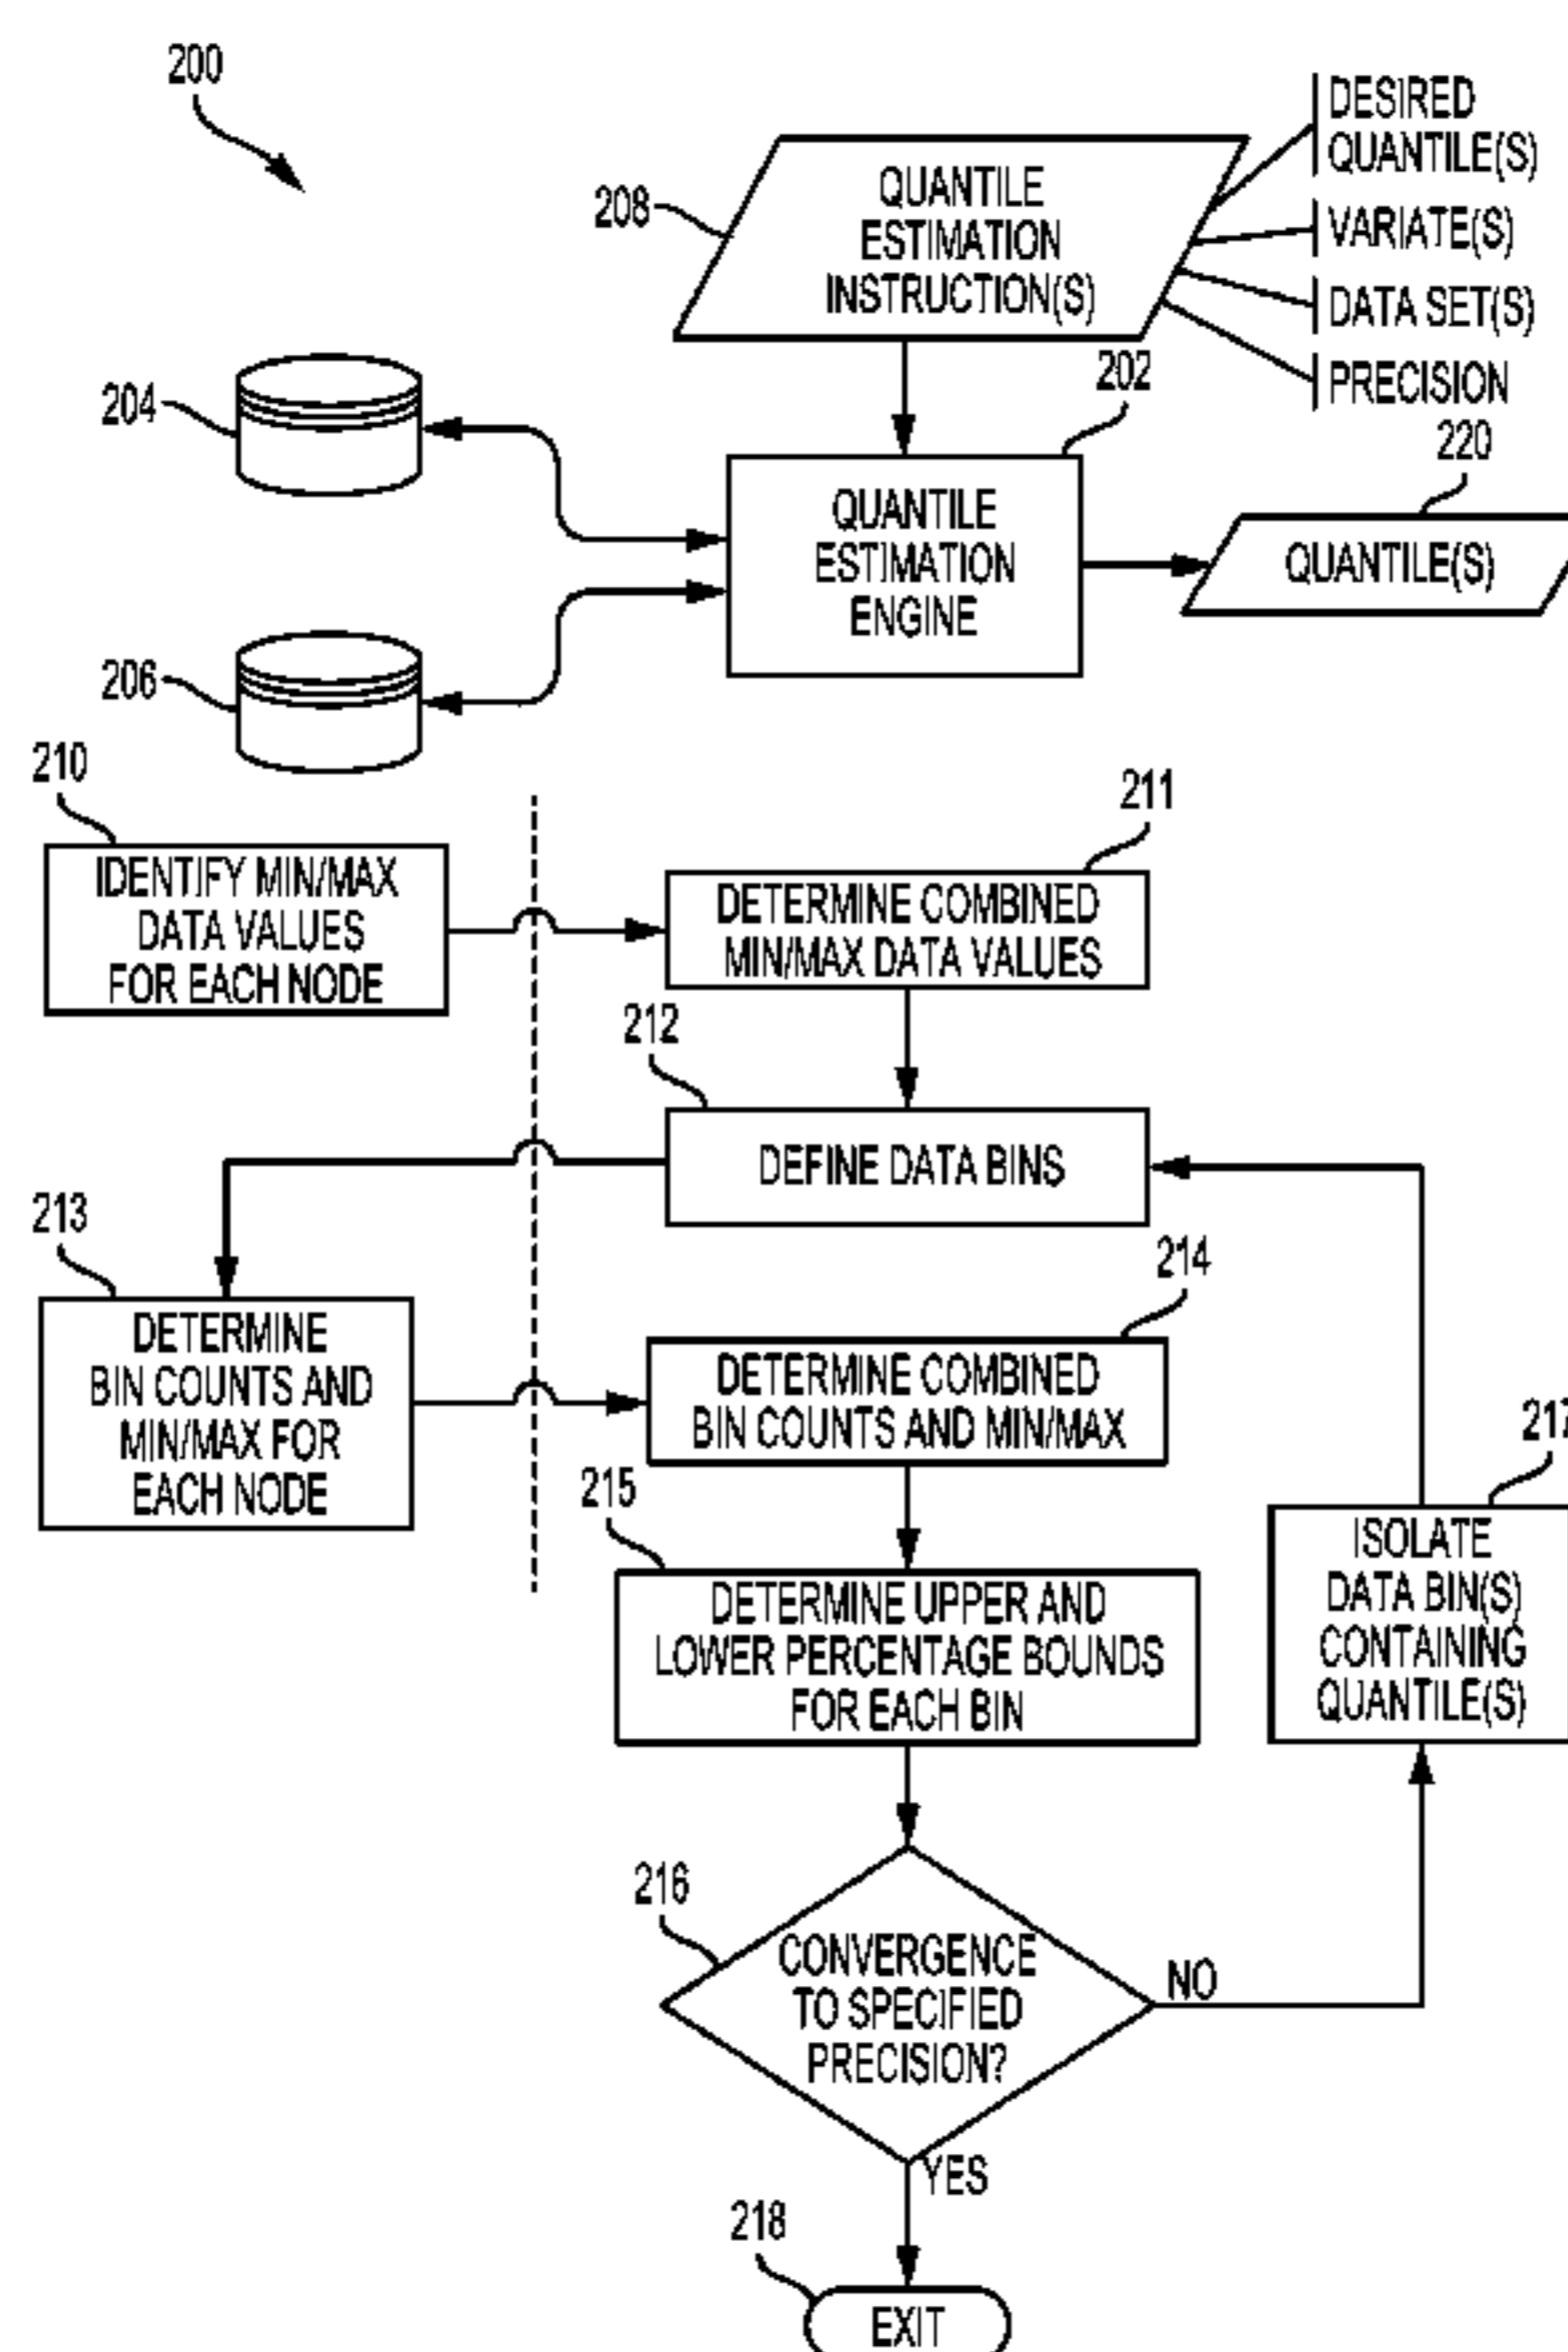 200
208
QUANTILE
ESTIMATION
INSTRUCTION(S)
DESIRED
QUANTILE(S)
VARIATE(S)
DATA SET(S)
PRECISION
204
202
QUANTILE
ESTIMATION
ENGINE
220
QUANTILE(S)
206
210
IDENTIFY MIN/MAX
DATA VALUES
FOR EACH NODE
211
DETERMINE COMBINED
MIN/MAX DATA VALUES
212
DEFINE DATA BINS
213
DETERMINE
BIN COUNTS AND
MIN/MAX FOR
EACH NODE
214
DETERMINE COMBINED
BIN COUNTS AND MIN/MAX
215
DETERMINE UPPER AND
LOWER PERCENTAGE BOUNDS
FOR EACH BIN
217
ISOLATE
DATA BIN(S)
CONTAINING
QUANTILE(S)
216
CONVERGENCE
TO SPECIFIED
PRECISION?
NO
YES
218
EXIT